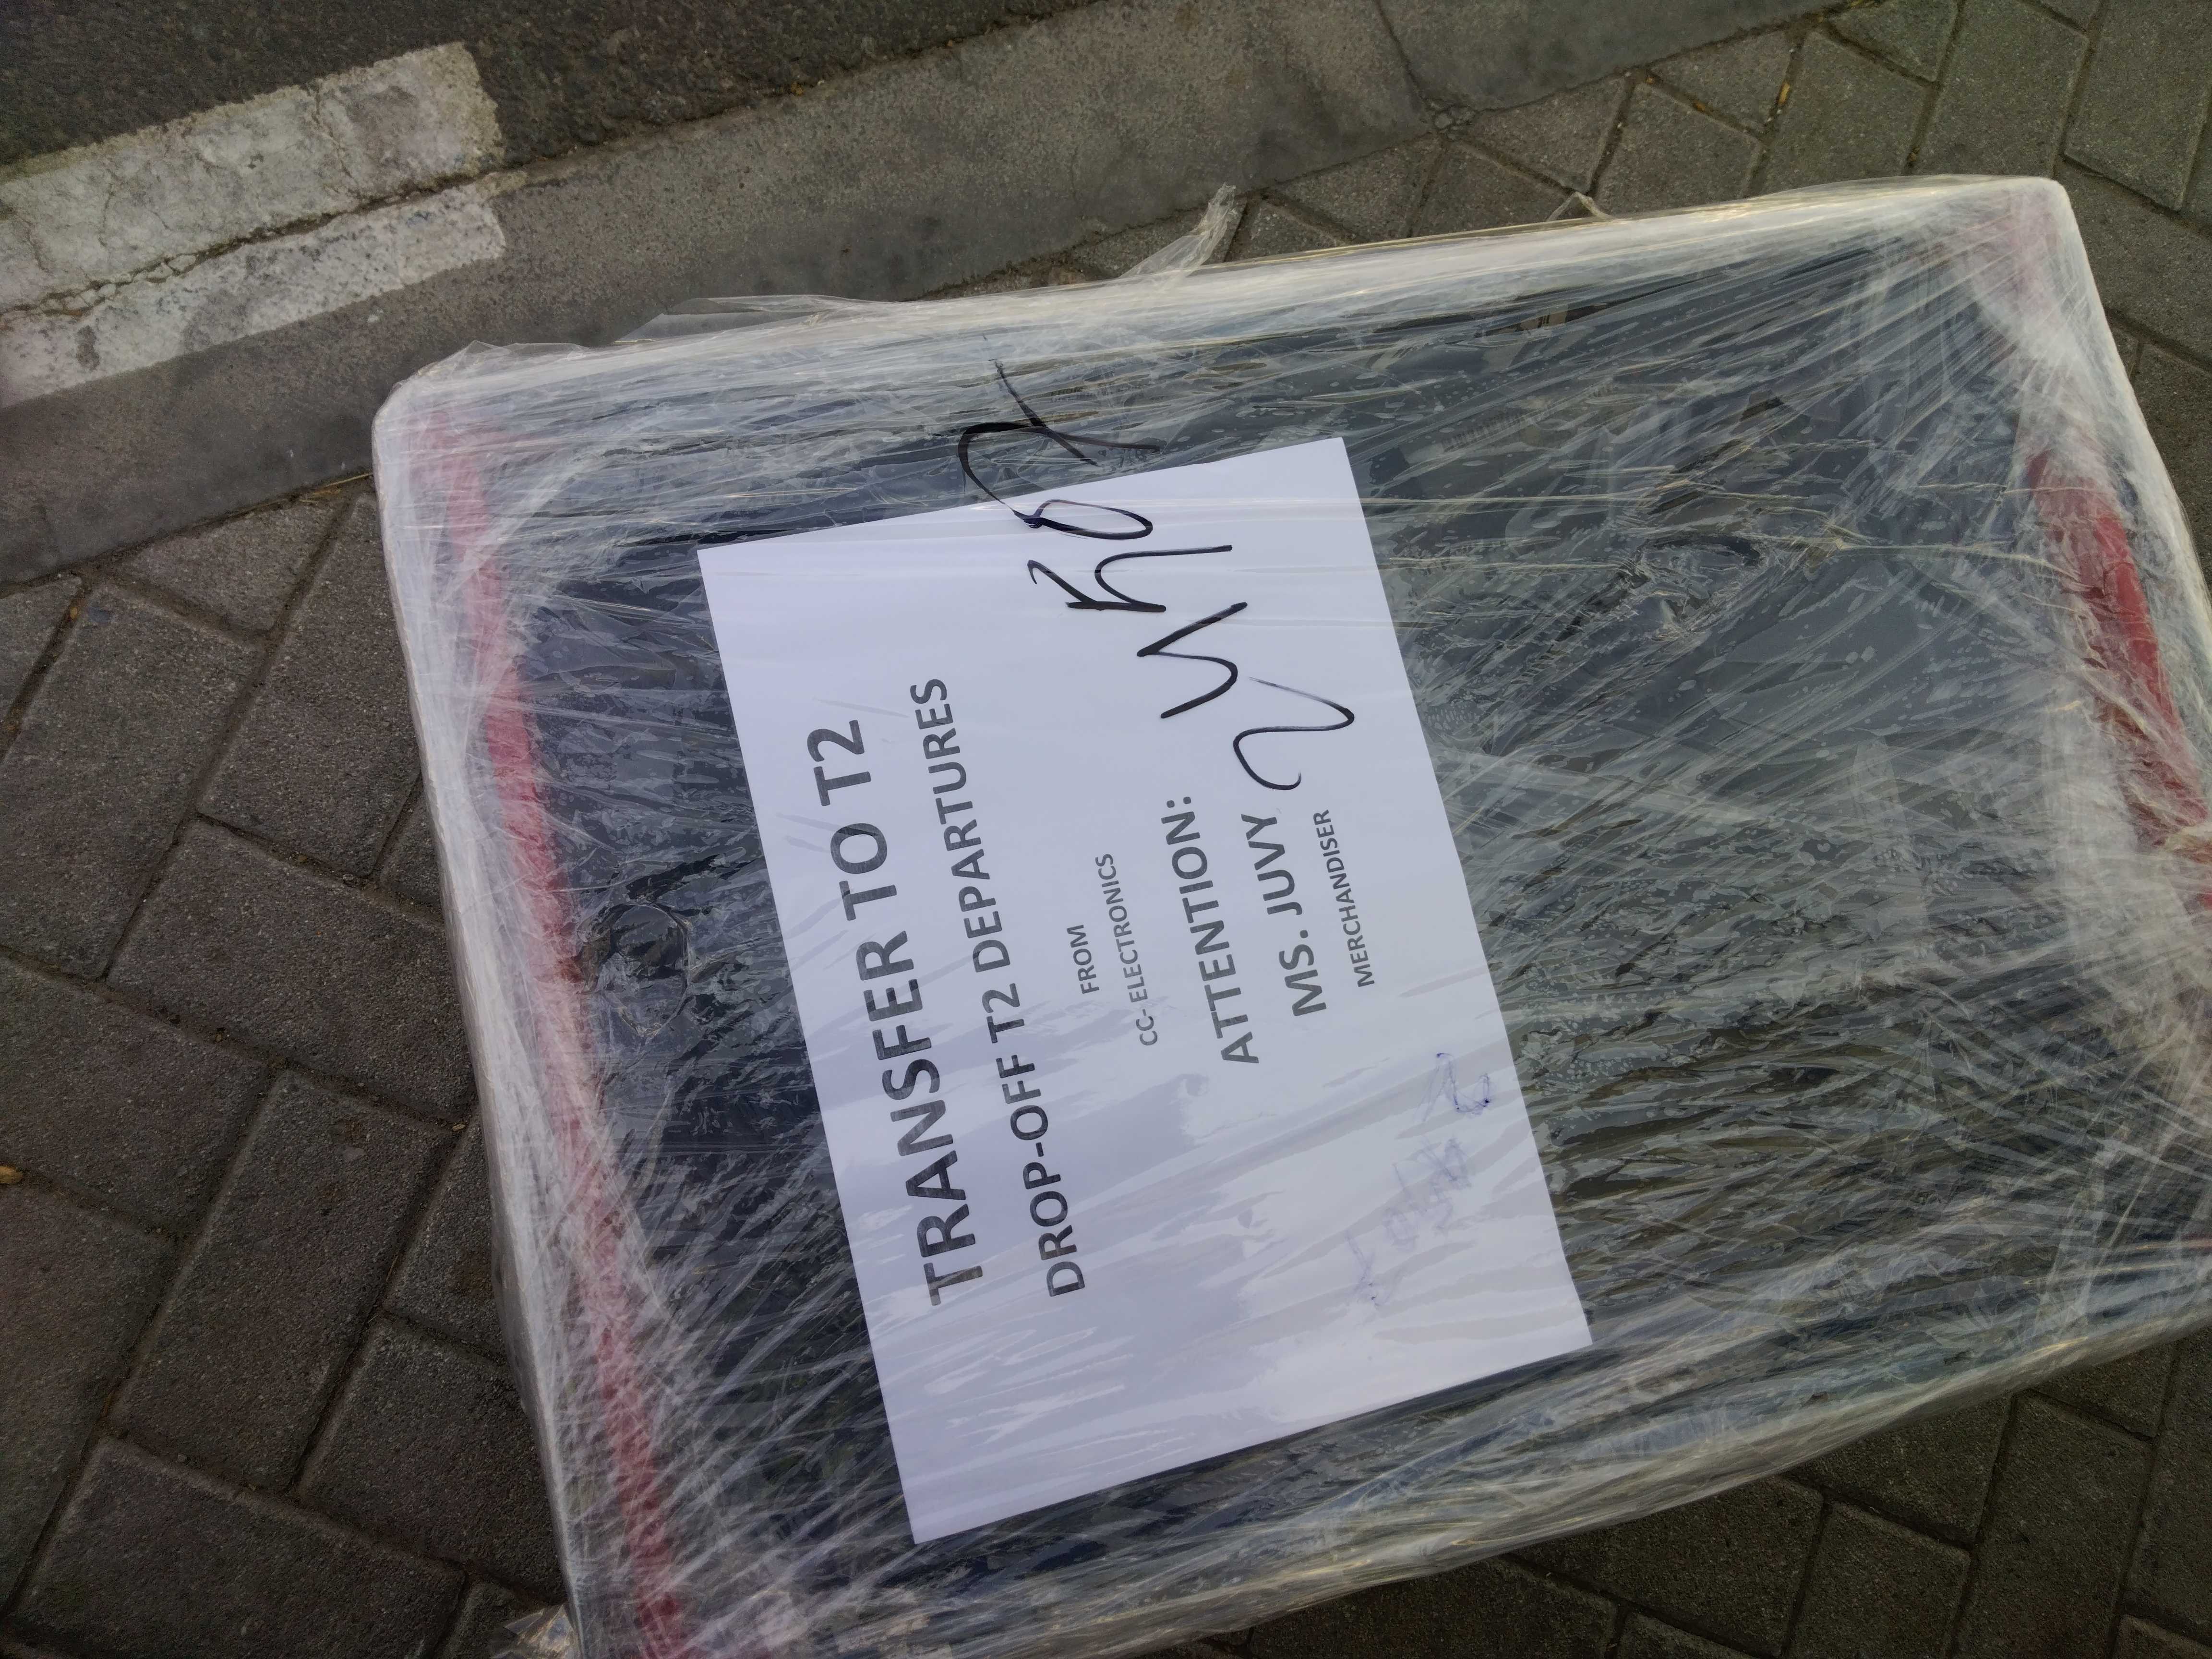 TRANSFER TO T2
DROP-OFF T2 DEPARTURES
FROM
CC- ELECTRONICS
ATTENTION:
MS. JUVY
MERCHANDISER